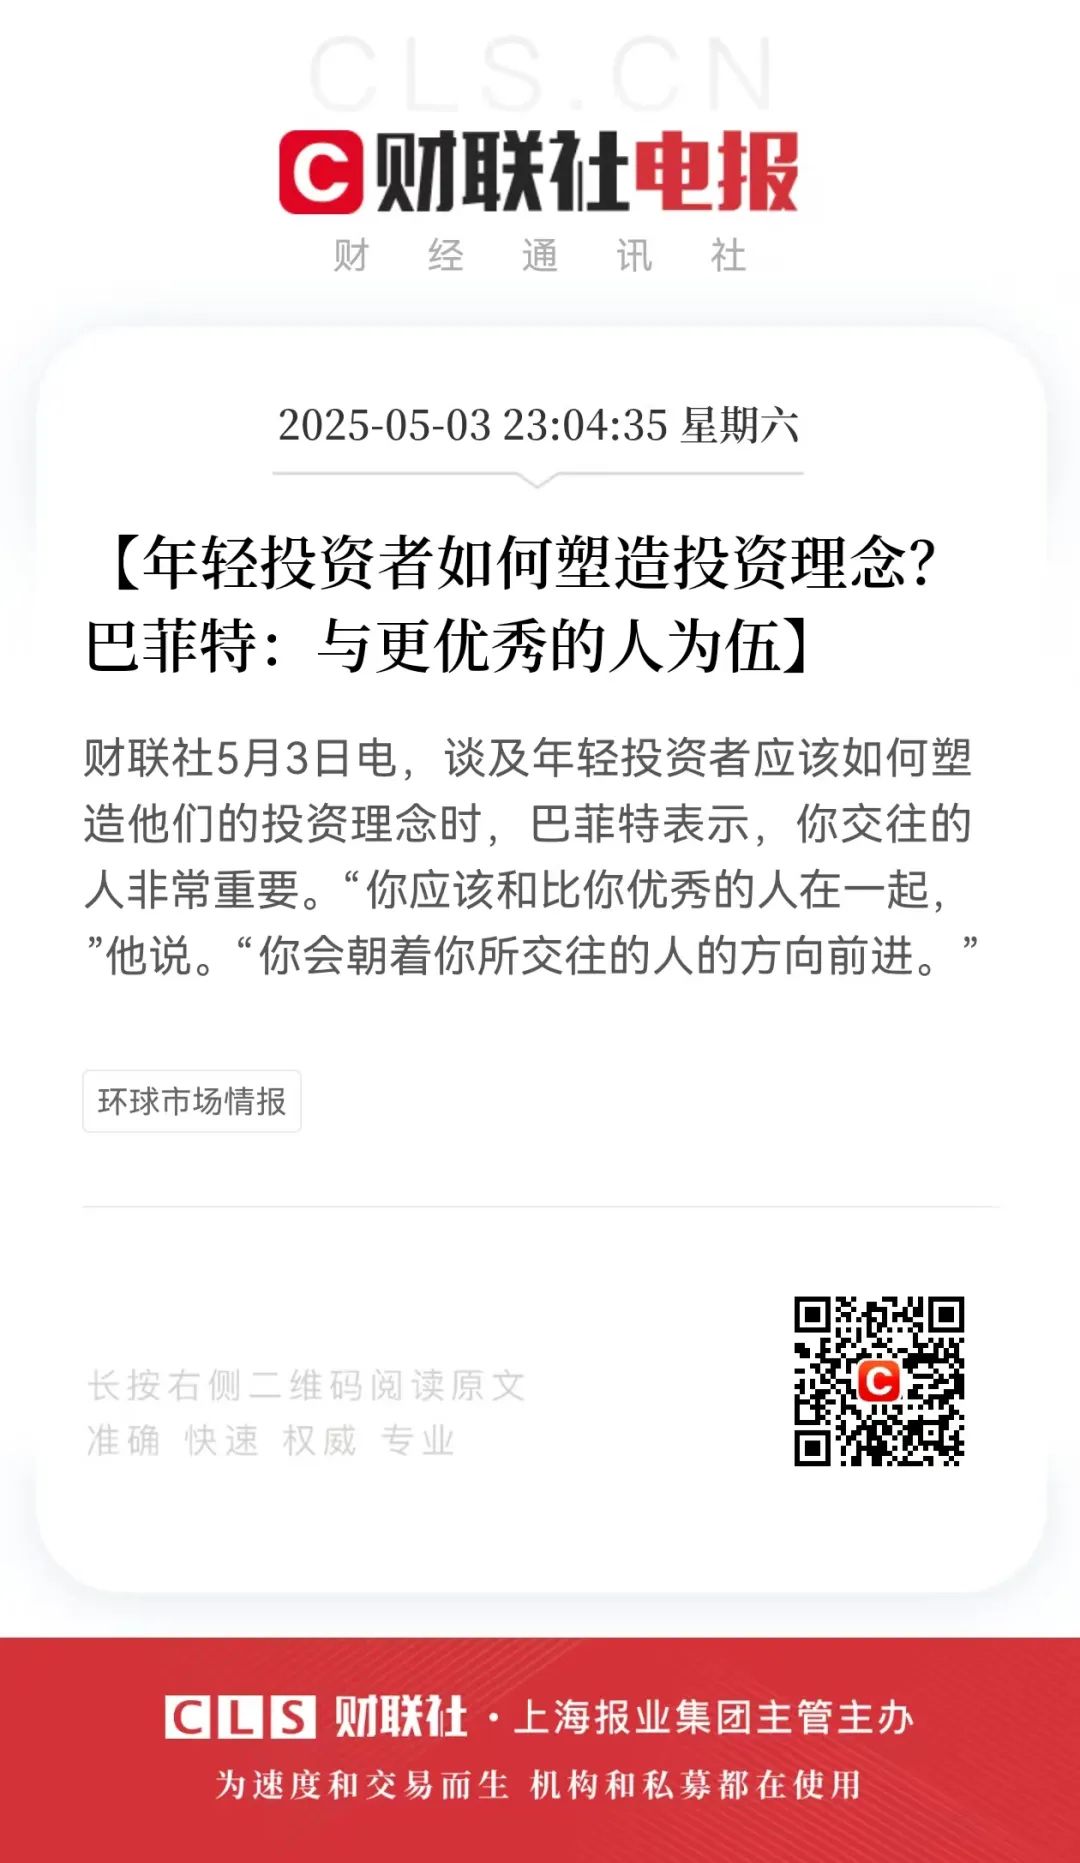 CLS.CN
C 财联社电报
财经通讯社
2025-05-03 23:04:35 星期六
【年轻投资者如何塑造投资理念？
巴菲特：与更优秀的人为伍】
财联社5月3日电，谈及年轻投资者应该如何塑
造他们的投资理念时，巴菲特表示，你交往的
人非常重要。“你应该和比你优秀的人在一起，
”他说。“你会朝着你所交往的人的方向前进。”
环球市场情报
长按右侧二维码阅读原文
准确 快速 权威 专业
C
CLS 财联社·上海报业集团主管主办
为速度和交易而生 机构和私募都在使用